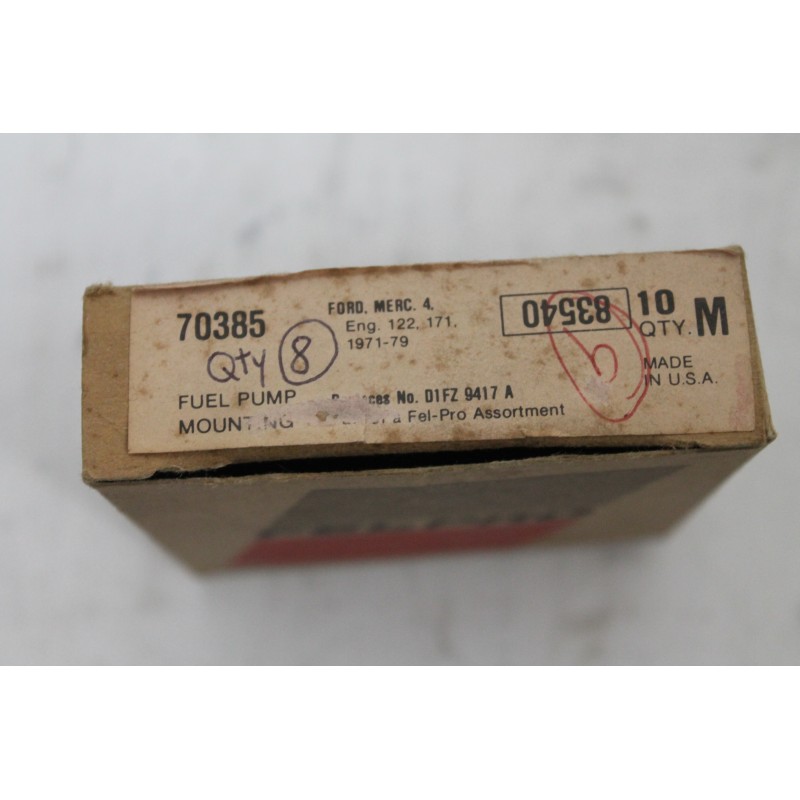 70385
Qty 8
FUEL PUMP
MOUNTING
FORD, MERC. 4,
Eng. 122, 171,
1971-79
No. D1FZ 9417 A
a Fel-Pro Assortment
83540
10
QTY. M
MADE
IN U.S.A.